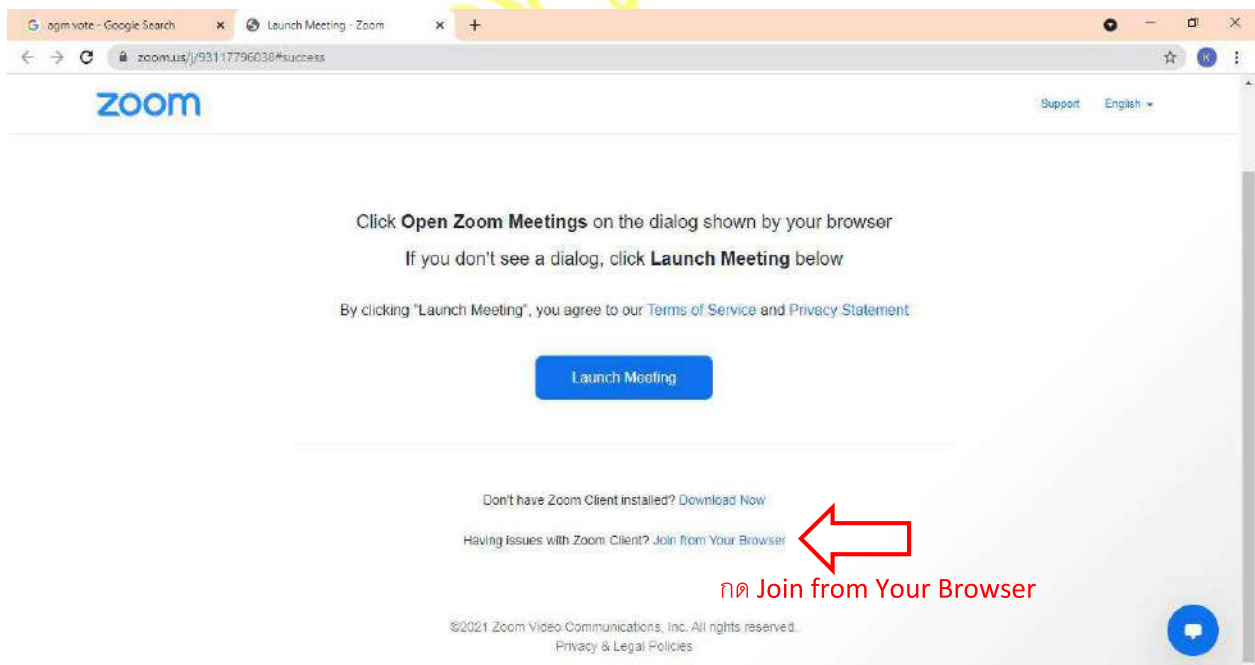 agm vote - Google Search
Launch Meeting - Zoom
zoom.us/j/93117796038#success
K
zoom
Support English
Click Open Zoom Meetings on the dialog shown by your browser
If you don't see a dialog, click Launch Meeting below
By clicking "Launch Meeting", you agree to our Terms of Service and Privacy Statement
Launch Meeting
Don't have Zoom Client installed? Download Now
Having issues with Zoom Client? Join from Your Browser
กด Join from Your Browser
©2021 Zoom Video Communications, Inc. All rights reserved.
Privacy & Legal Policies